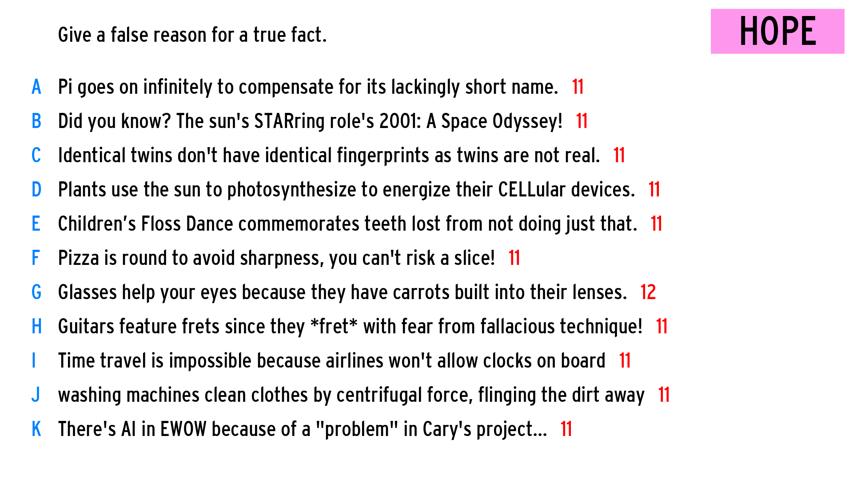 Give a false reason for a true fact.
HOPE
A Pi goes on infinitely to compensate for its lackingly short name. 11
B Did you know? The sun's STARring role's 2001: A Space Odyssey! 11
C Identical twins don't have identical fingerprints as twins are not real. 11
D Plants use the sun to photosynthesize to energize their CELLular devices. 11
E Children’s Floss Dance commemorates teeth lost from not doing just that. 11
F Pizza is round to avoid sharpness, you can't risk a slice! 11
G Glasses help your eyes because they have carrots built into their lenses. 12
H Guitars feature frets since they *fret* with fear from fallacious technique! 11
I Time travel is impossible because airlines won't allow clocks on board 11
J washing machines clean clothes by centrifugal force, flinging the dirt away 11
K There's AI in EWOW because of a "problem" in Cary's project... 11